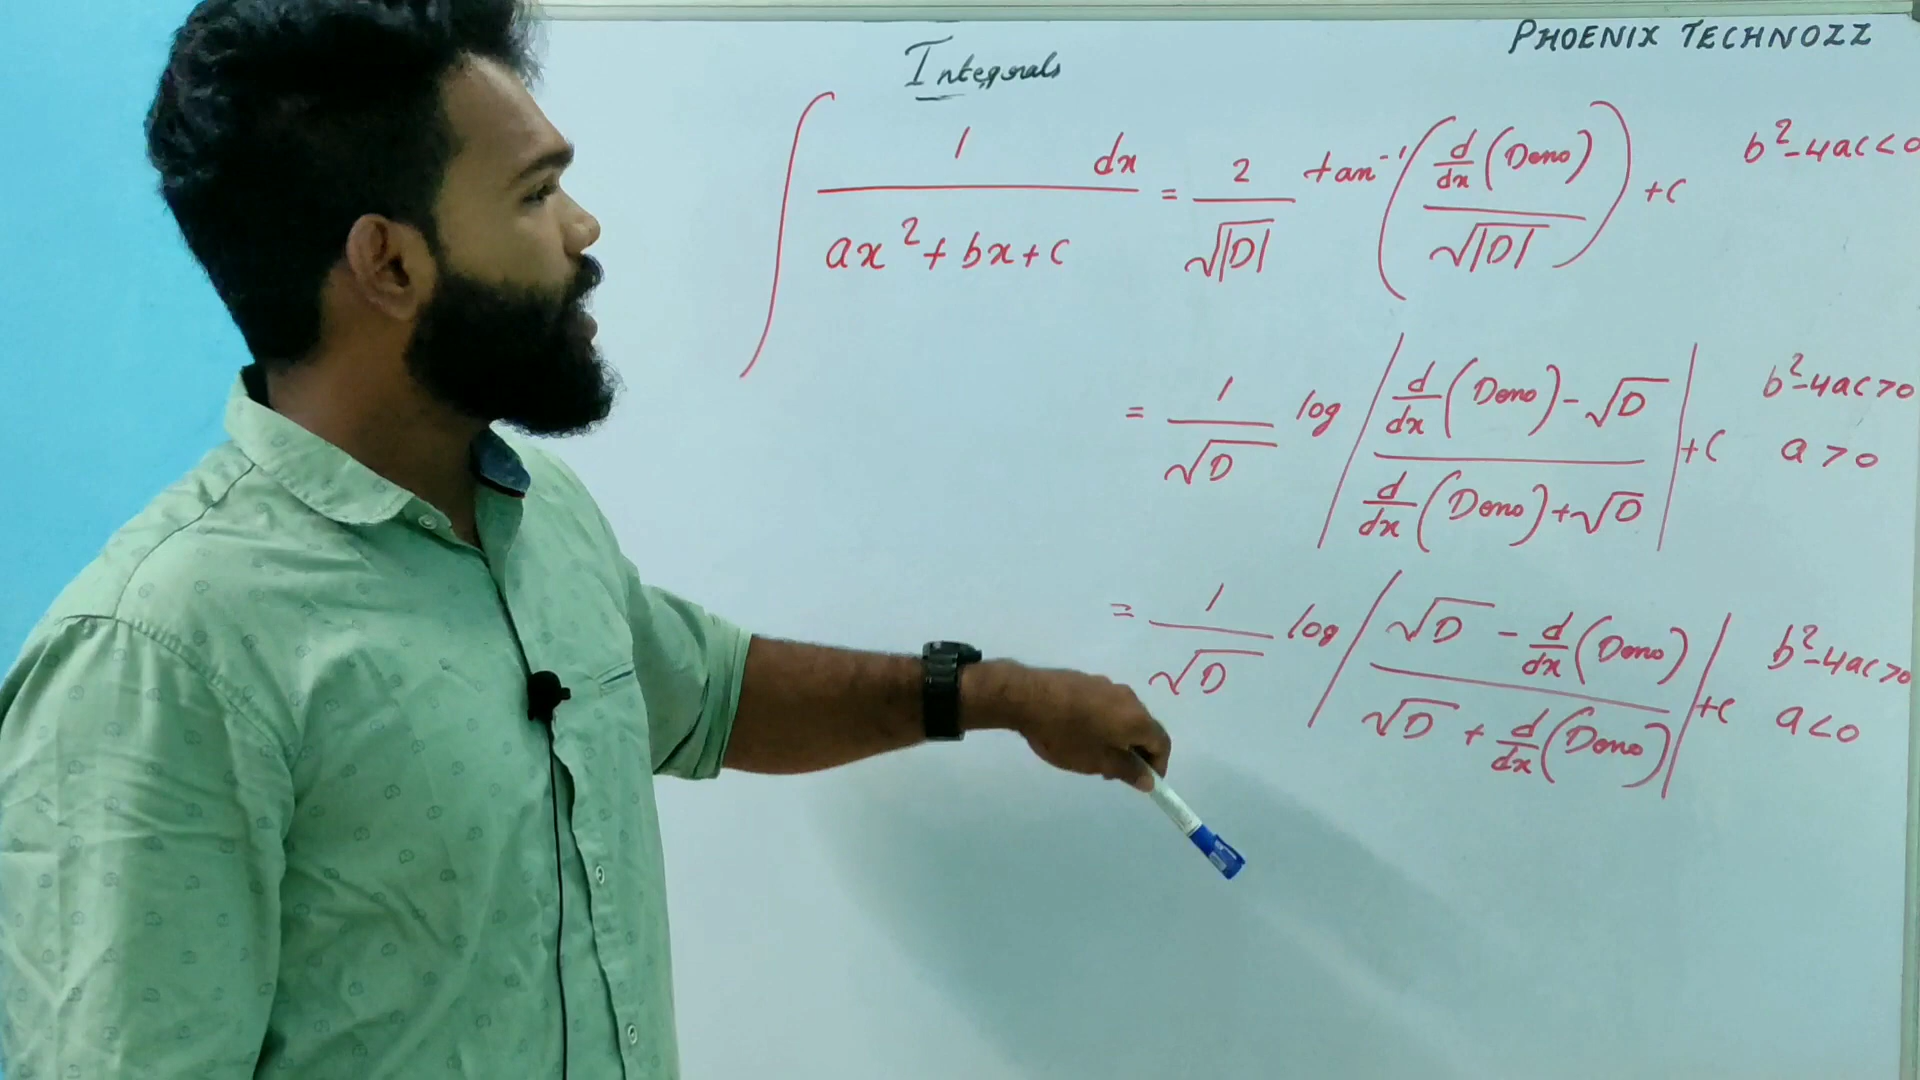 PHOENIX TECHNOZZ
Integrals
∫ 1 dx / (ax² + bx + c) = 2/√|D| tan⁻¹( d/dx (Deno) / √|D| ) + c    b²-4ac<0
= 1/√D log | (d/dx (Deno) - √D) / (d/dx (Deno) + √D) | + c    b²-4ac>0
a>0
= 1/√D log | (√D - d/dx (Deno)) / (√D + d/dx (Deno)) | + c    b²-4ac>0
a<0